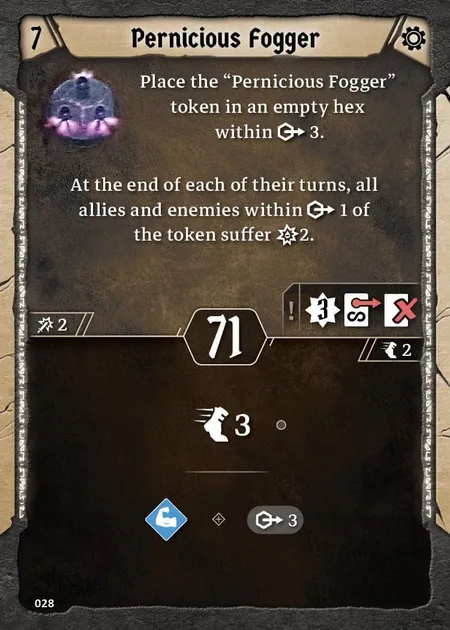 7 Pernicious Fogger
Place the “Pernicious Fogger”
token in an empty hex
within 3.
At the end of each of their turns, all
allies and enemies within 1 of
the token suffer 2.
! 3
2
71
2
3
3
028